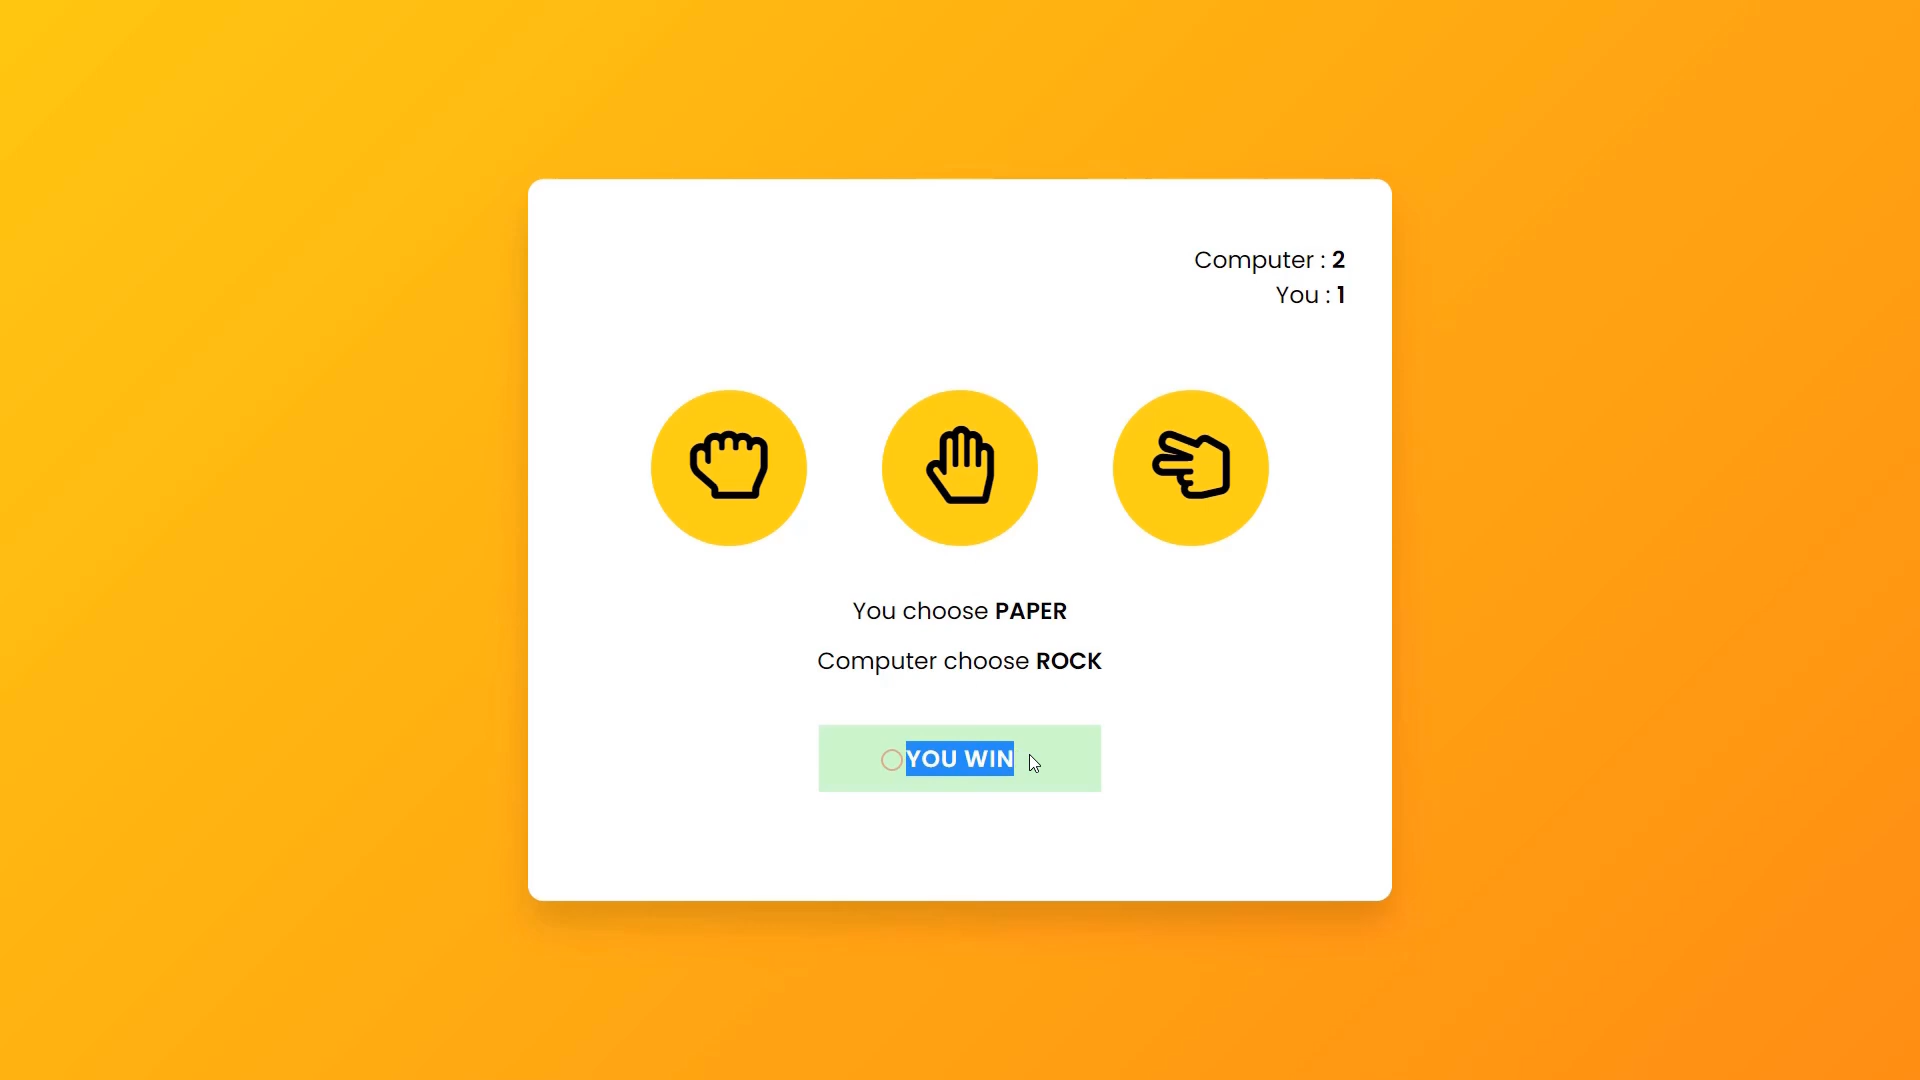 Computer : 2
You : 1
You choose PAPER
Computer choose ROCK
YOU WIN